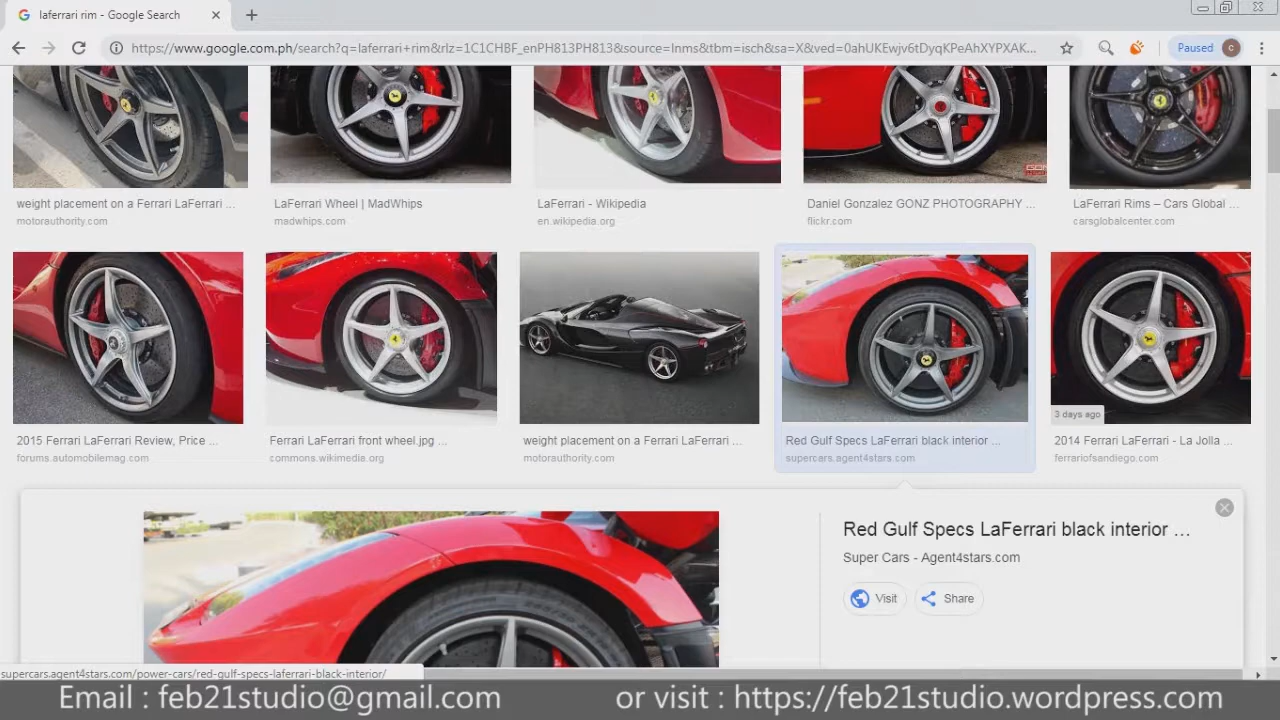 laferrari rim - Google Search
https://www.google.com.ph/search?q=laferrari+rim&rlz=1C1CHBF_enPH813PH813&source=lnms&tbm=isch&sa=X&ved=0ahUKEwjv6tDyqKPeAhXYPXAK...
Paused
c
weight placement on a Ferrari LaFerrari ...
motorauthority.com
LaFerrari Wheel | MadWhips
madwhips.com
LaFerrari - Wikipedia
en.wikipedia.org
Daniel Gonzalez GONZ PHOTOGRAPHY ...
flickr.com
LaFerrari Rims – Cars Global ...
carsglobalcenter.com
3 days ago
2015 Ferrari LaFerrari Review, Price ...
forums.automobilemag.com
Ferrari LaFerrari front wheel.jpg ...
commons.wikimedia.org
weight placement on a Ferrari LaFerrari ...
motorauthority.com
Red Gulf Specs LaFerrari black interior ...
supercars.agent4stars.com
2014 Ferrari LaFerrari - La Jolla ...
ferrariofsandiego.com
Red Gulf Specs LaFerrari black interior ...
Super Cars - Agent4stars.com
Visit
Share
supercars.agent4stars.com/power-cars/red-gulf-specs-laferrari-black-interior/
Email : feb21studio@gmail.com or visit : https://feb21studio.wordpress.com